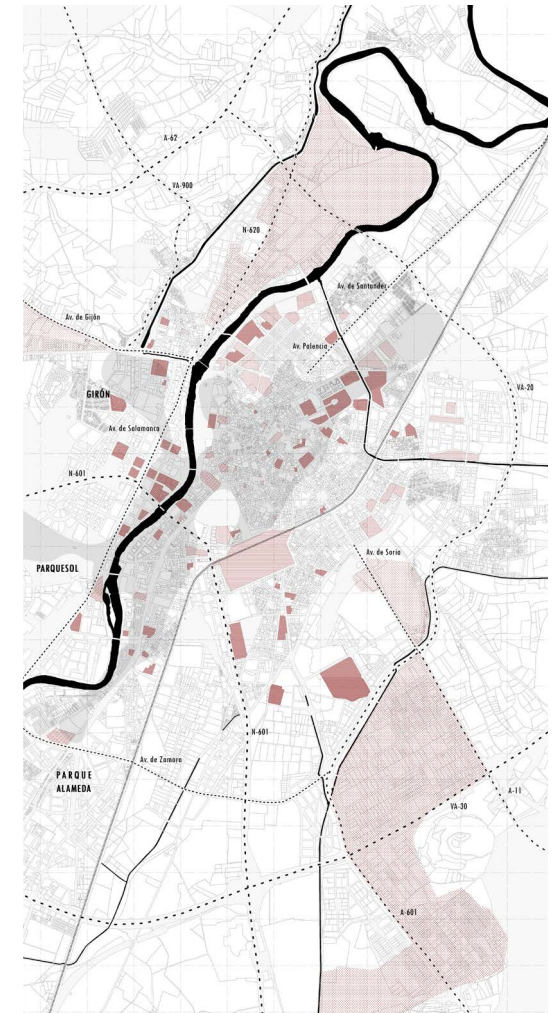 A-62
VA-900
N-620
Av. de Santander
Av. de Gijón
Av. Palencia
VA-20
GIRÓN
Av. de Salamanca
N-601
Av. de Soria
PARQUESOL
N-601
Av. de Zamora
PARQUE
ALAMEDA
A-11
VA-30
A-601